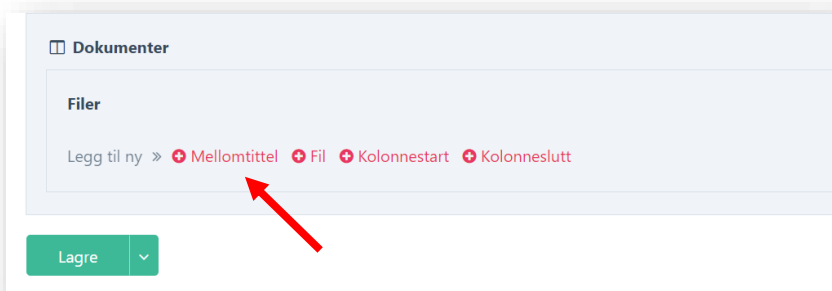 Dokumenter
Filer
Legg til ny » Mellomtittel Fil Kolonnestart Kolonneslutt
Lagre